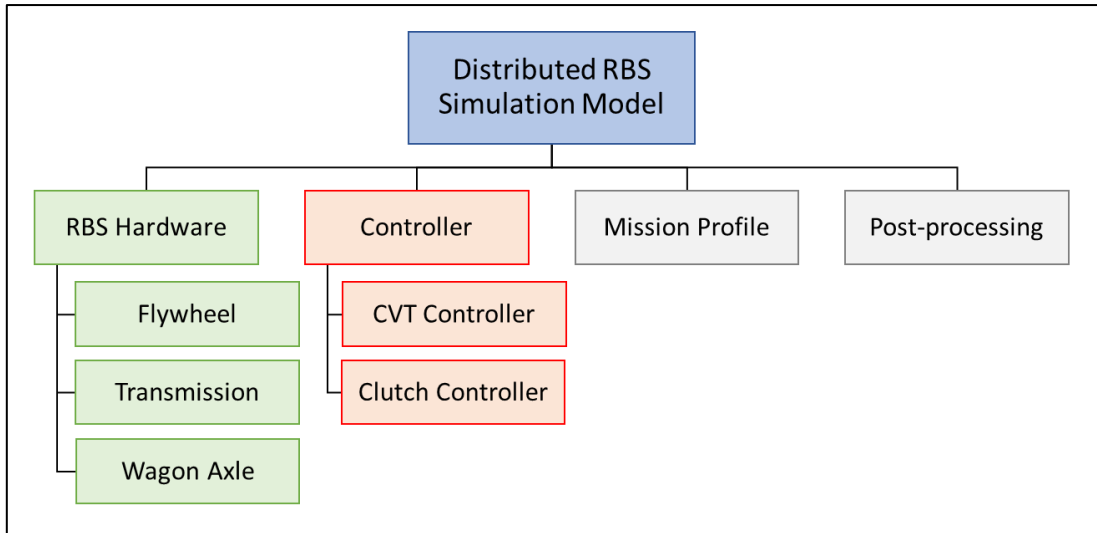 Distributed RBS
Simulation Model
RBS Hardware
Controller
Mission Profile
Post-processing
Flywheel
CVT Controller
Transmission
Clutch Controller
Wagon Axle